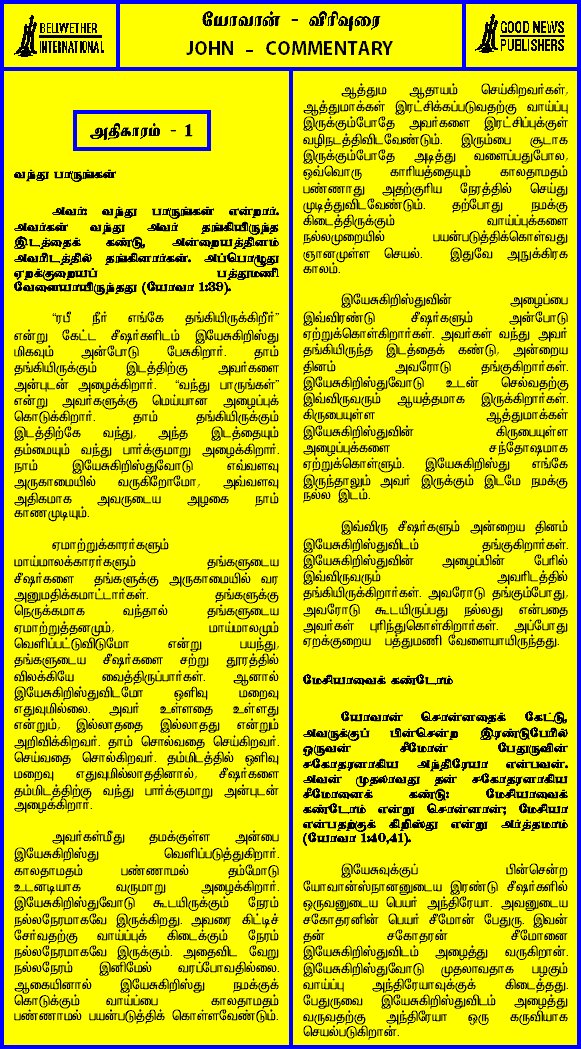 BELWETHER
INTERNATIONAL
யோவான் - விரிவுரை
JOHN - COMMENTARY
GOOD NEWS
PUBLISHERS
அதிகாரம் - 1
வந்து பாருங்கள்
அவர்: வந்து பாருங்கள் என்றார்.
அவர்கள் வந்து அவர் தங்கியிருந்த
இடத்தைக் கண்டு, அன்றையத்தினம்
அவரிடத்தில் தங்கினார்கள். அப்பொழுது
ஏறக்குறையப் பத்துமணி
வேளையாயிருந்தது (யோவா 1:39).
“ரபீ நீர் எங்கே தங்கியிருக்கிறீர்”
என்று கேட்ட சீஷர்களிடம் இயேசுகிறிஸ்து
மிகவும் அன்போடு பேசுகிறார். தாம்
தங்கியிருக்கும் இடத்திற்கு அவர்களை
அன்புடன் அழைக்கிறார். “வந்து பாருங்கள்”
என்று அவர்களுக்கு மெய்யான அழைப்புக்
கொடுக்கிறார். தாம் தங்கியிருக்கும்
இடத்திற்கே வந்து, அந்த இடத்தையும்
தம்மையும் வந்து பார்க்குமாறு அழைக்கிறார்.
நாம் இயேசுகிறிஸ்துவோடு எவ்வளவு
அருகாமையில் வருகிறோமோ, அவ்வளவு
அதிகமாக அவருடைய அழகை நாம்
காணமுடியும்.
ஏமாற்றுக்காரர்களும்
மாய்மாலக்காரர்களும் தங்களுடைய
சீஷர்களை தங்களுக்கு அருகாமையில் வர
அனுமதிக்கமாட்டார்கள். தங்களுக்கு
நெருக்கமாக வந்தால் தங்களுடைய
ஏமாற்றுத்தனமும், மாய்மாலமும்
வெளிப்பட்டுவிடுமோ என்று பயந்து,
தங்களுடைய சீஷர்களை சற்று தூரத்தில்
விலக்கியே வைத்திருப்பார்கள். ஆனால்
இயேசுகிறிஸ்துவிடமோ ஒளிவு மறைவு
எதுவுமில்லை. அவர் உள்ளதை உள்ளது
என்றும், இல்லாததை இல்லாதது என்றும்
அறிவிக்கிறவர். தாம் சொல்வதை செய்கிறவர்.
செய்வதை சொல்கிறவர். தம்மிடத்தில் ஒளிவு
மறைவு எதுவுமில்லாததினால், சீஷர்களை
தம்மிடத்திற்கு வந்து பார்க்குமாறு அன்புடன்
அழைக்கிறார்.
அவர்கள்மீது தமக்குள்ள அன்பை
இயேசுகிறிஸ்து வெளிப்படுத்துகிறார்.
காலதாமதம் பண்ணாமல் தம்மோடு
உடனடியாக வருமாறு அழைக்கிறார்.
இயேசுகிறிஸ்துவோடு கூடயிருக்கும் நேரம்
நல்லநேரமாகவே இருக்கிறது. அவரை கிட்டிச்
சேர்வதற்கு வாய்ப்புக் கிடைக்கும் நேரம்
நல்லநேரமாகவே இருக்கும். அதைவிட வேறு
நல்லநேரம் இனிமேல் வரப்போவதில்லை.
ஆகையினால் இயேசுகிறிஸ்து நமக்குக்
கொடுக்கும் வாய்ப்பை காலதாமதம்
பண்ணாமல் பயன்படுத்திக் கொள்ளவேண்டும்.
ஆத்தும ஆதாயம் செய்கிறவர்கள்,
ஆத்துமாக்கள் இரட்சிக்கப்படுவதற்கு வாய்ப்பு
இருக்கும்போதே அவர்களை இரட்சிப்புக்குள்
வழிநடத்திவிடவேண்டும். இரும்பை சூடாக
இருக்கும்போதே அடித்து வளைப்பதுபோல,
ஒவ்வொரு காரியத்தையும் காலதாமதம்
பண்ணாது அதற்குரிய நேரத்தில் செய்து
முடித்துவிடவேண்டும். தற்போது நமக்கு
கிடைத்திருக்கும் வாய்ப்புக்களை
நல்லமுறையில் பயன்படுத்திக்கொள்வது
ஞானமுள்ள செயல். இதுவே அநுக்கிரக
காலம்.
இயேசுகிறிஸ்துவின் அழைப்பை
இவ்விரண்டு சீஷர்களும் அன்போடு
ஏற்றுக்கொள்கிறார்கள். அவர்கள் வந்து அவர்
தங்கியிருந்த இடத்தைக் கண்டு, அன்றைய
தினம் அவரோடு தங்குகிறார்கள்.
இயேசுகிறிஸ்துவோடு உடன் செல்வதற்கு
இவ்விருவரும் ஆயத்தமாக இருக்கிறார்கள்.
கிருபையுள்ள ஆத்துமாக்கள்
இயேசுகிறிஸ்துவின் கிருபையுள்ள
அழைப்புக்களை சந்தோஷமாக
ஏற்றுக்கொள்ளும். இயேசுகிறிஸ்து எங்கே
இருந்தாலும் அவர் இருக்கும் இடமே நமக்கு
நல்ல இடம்.
இவ்விரு சீஷர்களும் அன்றைய தினம்
இயேசுகிறிஸ்துவிடம் தங்குகிறார்கள்.
இயேசுகிறிஸ்துவின் அழைப்பின் பேரில்
இவ்விருவரும் அவரிடத்தில்
தங்கியிருக்கிறார்கள். அவரோடு தங்கும்போது,
அவரோடு கூடயிருப்பது நல்லது என்பதை
அவர்கள் புரிந்துகொள்கிறார்கள். அப்போது
ஏறக்குறைய பத்துமணி வேளையாயிருந்தது.
மேசியாவைக் கண்டோம்
யோவான் சொன்னதைக் கேட்டு,
அவருக்குப் பின்சென்ற இரண்டுபேரில்
ஒருவன் சீமோன் பேதுருவின்
சகோதரனாகிய அந்திரேயா என்பவன்.
அவன் முதலாவது தன் சகோதரனாகிய
சீமோனைக் கண்டு: மேசியாவைக்
கண்டோம் என்று சொன்னான்; மேசியா
என்பதற்குக் கிறிஸ்து என்று அர்த்தமாம்
(யோவா 1:40,41).
இயேசுவுக்குப் பின்சென்ற
யோவான்ஸ்நானனுடைய இரண்டு சீஷர்களில்
ஒருவனுடைய பெயர் அந்திரேயா. அவனுடைய
சகோதரனின் பெயர் சீமோன் பேதுரு. இவன்
தன் சகோதரன் சீமோனை
இயேசுகிறிஸ்துவிடம் அழைத்து வருகிறான்.
இயேசுகிறிஸ்துவோடு முதலாவதாக பழகும்
வாய்ப்பு அந்திரேயாவுக்குக் கிடைத்தது.
பேதுருவை இயேசுகிறிஸ்துவிடம் அழைத்து
வருவதற்கு அந்திரேயா ஒரு கருவியாக
செயல்படுகிறான்.